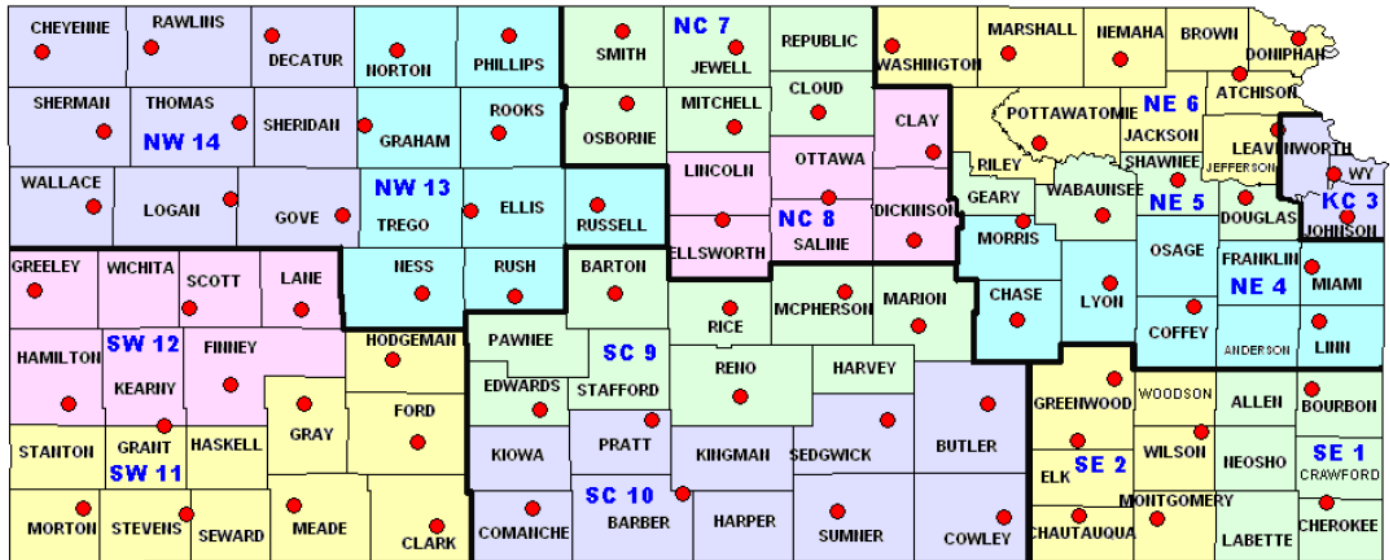 CHEYENNE RAWLINS DECATUR NORTON PHILLIPS SMITH NC 7 JEWELL REPUBLIC WASHINGTON MARSHALL NEMAHA BROWN DONIPHAN
SHERMAN THOMAS NW 14 SHERIDAN GRAHAM ROOKS OSBORNE MITCHELL CLOUD CLAY POTTAWATOMIE NE 6 JACKSON ATCHISON
RILEY SHAWNEE JEFFERSON LEAVENWORTH WY
WALLACE LOGAN GOVE NW 13 TREGO ELLIS RUSSELL LINCOLN OTTAWA NC 8 SALINE DICKINSON GEARY WABAUNSEE NE 5 DOUGLAS KC 3 JOHNSON
ELLSWORTH MORRIS OSAGE FRANKLIN
GREELEY WICHITA SCOTT LANE NESS RUSH BARTON RICE MCPHERSON MARION CHASE LYON NE 4 MIAMI
COFFEY ANDERSON LINN
HAMILTON SW 12 KEARNY FINNEY HODGEMAN PAWNEE SC 9 STAFFORD RENO HARVEY
EDWARDS GREENWOOD WOODSON ALLEN BOURBON
STANTON GRANT SW 11 HASKELL GRAY FORD KIOWA PRATT KINGMAN SEDGWICK BUTLER ELK SE 2 WILSON NEOSHO SE 1 CRAWFORD
MORTON STEVENS SEWARD MEADE CLARK COMANCHE SC 10 BARBER HARPER SUMNER COWLEY CHAUTAUQUA MONTGOMERY LABETTE CHEROKEE